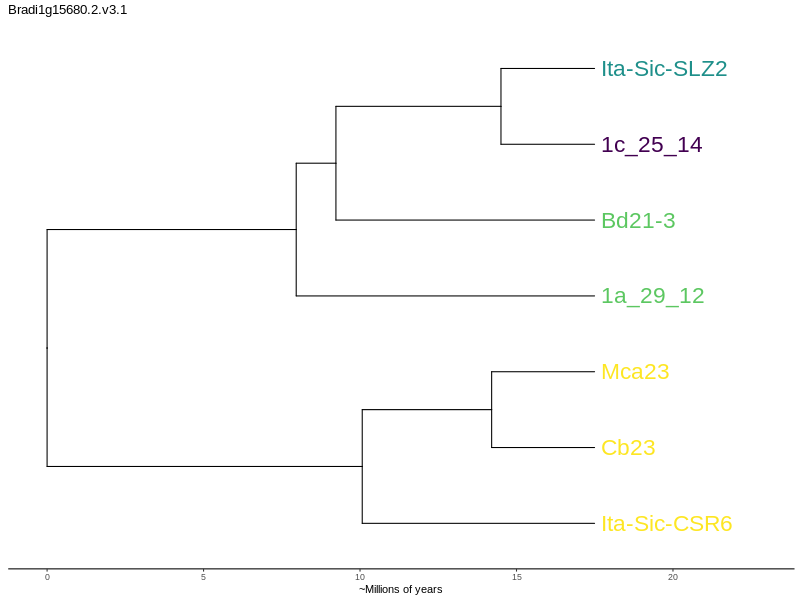 Bradi1g15680.2.v3.1
Ita-Sic-SLZ2
1c_25_14
Bd21-3
1a_29_12
Mca23
Cb23
Ita-Sic-CSR6
0 5 10 15 20
~Millions of years